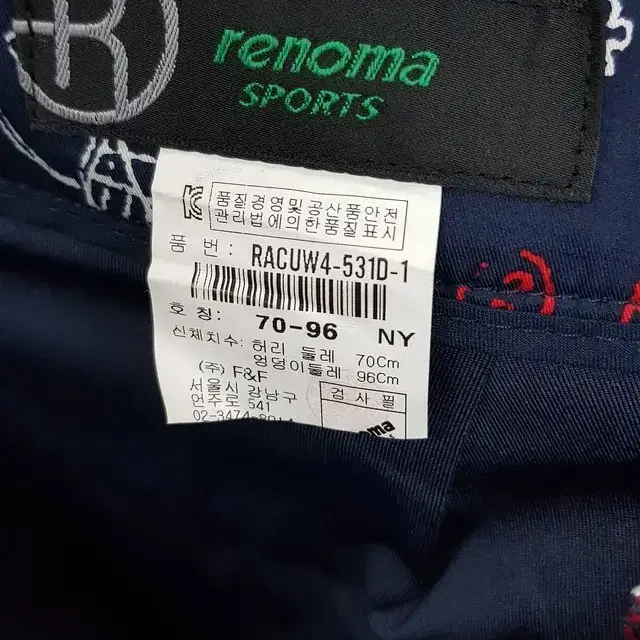 R
renoma
SPORTS
품질경영및공산품안전
관리법에의한품질표시
품 번: RACUW4-531D-1
호 칭: 70-96 NY
신체치수: 허리 둘레 70Cm
엉덩이둘레 96Cm
(주) F&F
서울시 강남구
언주로 541
02-3474-
검사필
noma